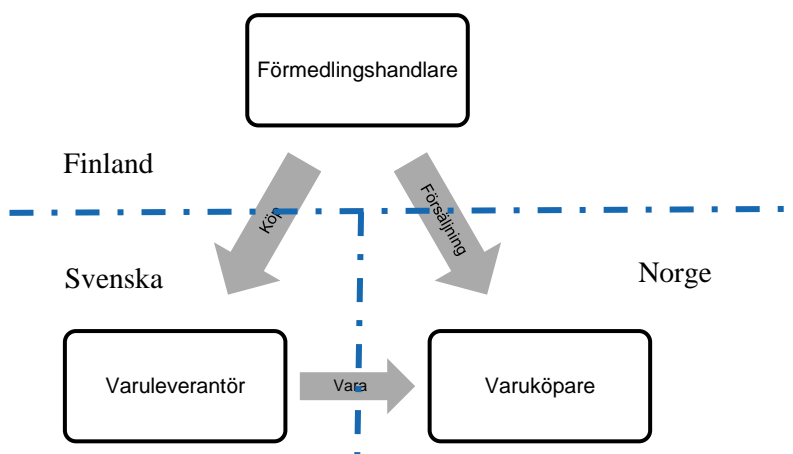 Förmedlingshandlare
Finland
Köp
Försäljning
Svenska
Norge
Varuleverantör
Vara
Varuköpare